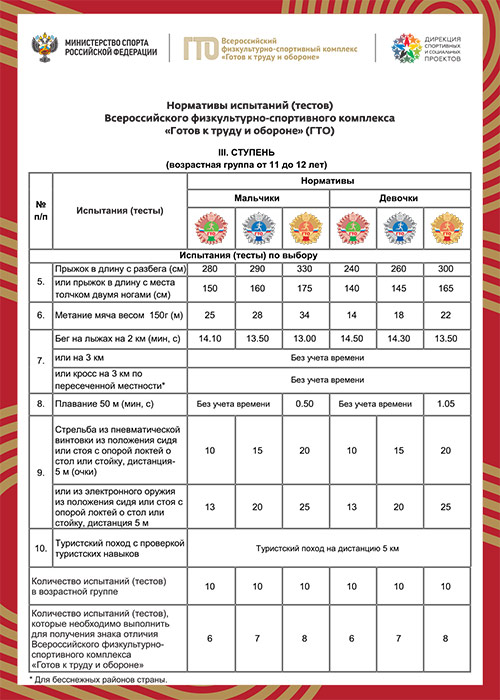 МИНИСТЕРСТВО СПОРТА
РОССИЙСКОЙ ФЕДЕРАЦИИ
ГТО
Всероссийский
физкультурно-спортивный комплекс
«Готов к труду и обороне»
ДИРЕКЦИЯ
СПОРТИВНЫХ
И СОЦИАЛЬНЫХ
ПРОЕКТОВ
Нормативы испытаний (тестов)
Всероссийского физкультурно-спортивного комплекса
«Готов к труду и обороне» (ГТО)
III. СТУПЕНЬ
(возрастная группа от 11 до 12 лет)
№
п/п
Испытания (тесты)
Нормативы
Мальчики
Девочки
ГТО ГТО ГТО ГТО ГТО ГТО
Испытания (тесты) по выбору
5.
Прыжок в длину с разбега (см) 280 290 330 240 260 300
или прыжок в длину с места
толчком двумя ногами (см)
150 160 175 140 145 165
6. Метание мяча весом 150г (м) 25 28 34 14 18 22
7.
Бег на лыжах на 2 км (мин, с) 14.10 13.50 13.00 14.50 14.30 13.50
или на 3 км Без учета времени
или кросс на 3 км по
пересеченной местности*
Без учета времени
8. Плавание 50 м (мин, с) Без учета времени 0.50 Без учета времени 1.05
9.
Стрельба из пневматической
винтовки из положения сидя
или стоя с опорой локтей о
стол или стойку, дистанция-
5 м (очки)
10 15 20 10 15 20
или из электронного оружия
из положения сидя или стоя с
опорой локтей о стол или
стойку, дистанция 5 м
13 20 25 13 20 25
10. Туристский поход с проверкой
туристских навыков
Туристский поход на дистанцию 5 км
Количество испытаний (тестов)
в возрастной группе
10 10 10 10 10 10
Количество испытаний (тестов),
которые необходимо выполнить
для получения знака отличия
Всероссийского физкультурно-
спортивного комплекса
«Готов к труду и обороне»
6 7 8 6 7 8
* Для бесснежных районов страны.